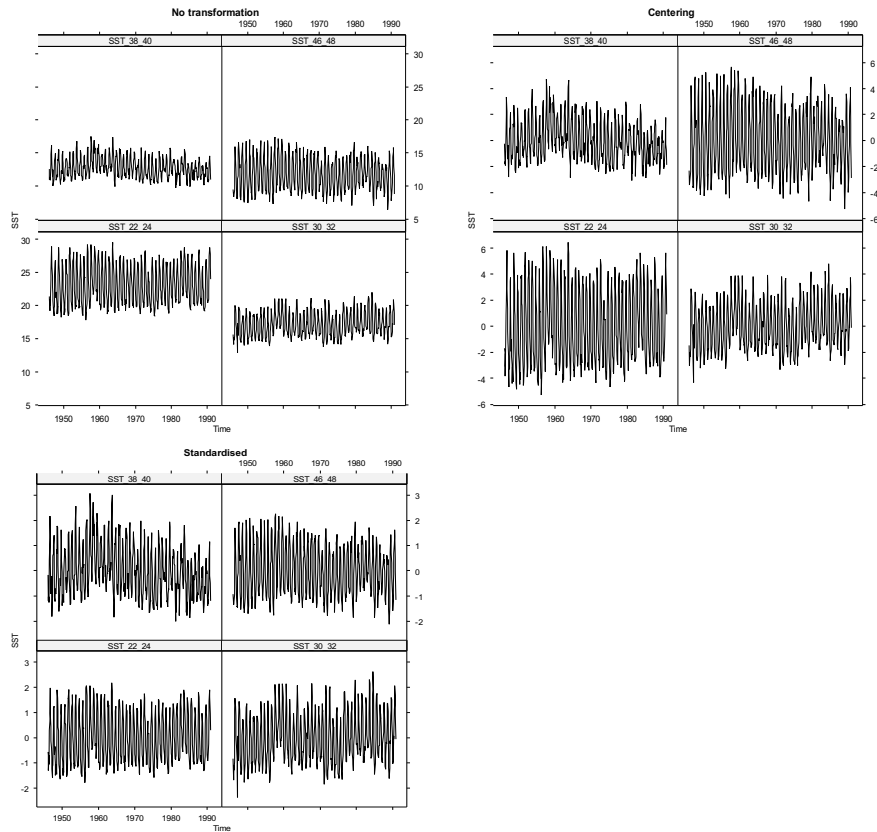 No transformation
1950 1960 1970 1980 1990
SST_38_40 SST_46_48
30
25
20
15
10
5
SST
SST_22_24 SST_30_32
30
25
20
15
10
5
1950 1960 1970 1980 1990
Time
Centering
1950 1960 1970 1980 1990
SST_38_40 SST_46_48
6
4
2
0
-2
-4
-6
SST
SST_22_24 SST_30_32
6
4
2
0
-2
-4
-6
1950 1960 1970 1980 1990
Time
Standardised
1950 1960 1970 1980 1990
SST_38_40 SST_46_48
3
2
1
0
-1
-2
SST
SST_22_24 SST_30_32
3
2
1
0
-1
-2
1950 1960 1970 1980 1990
Time